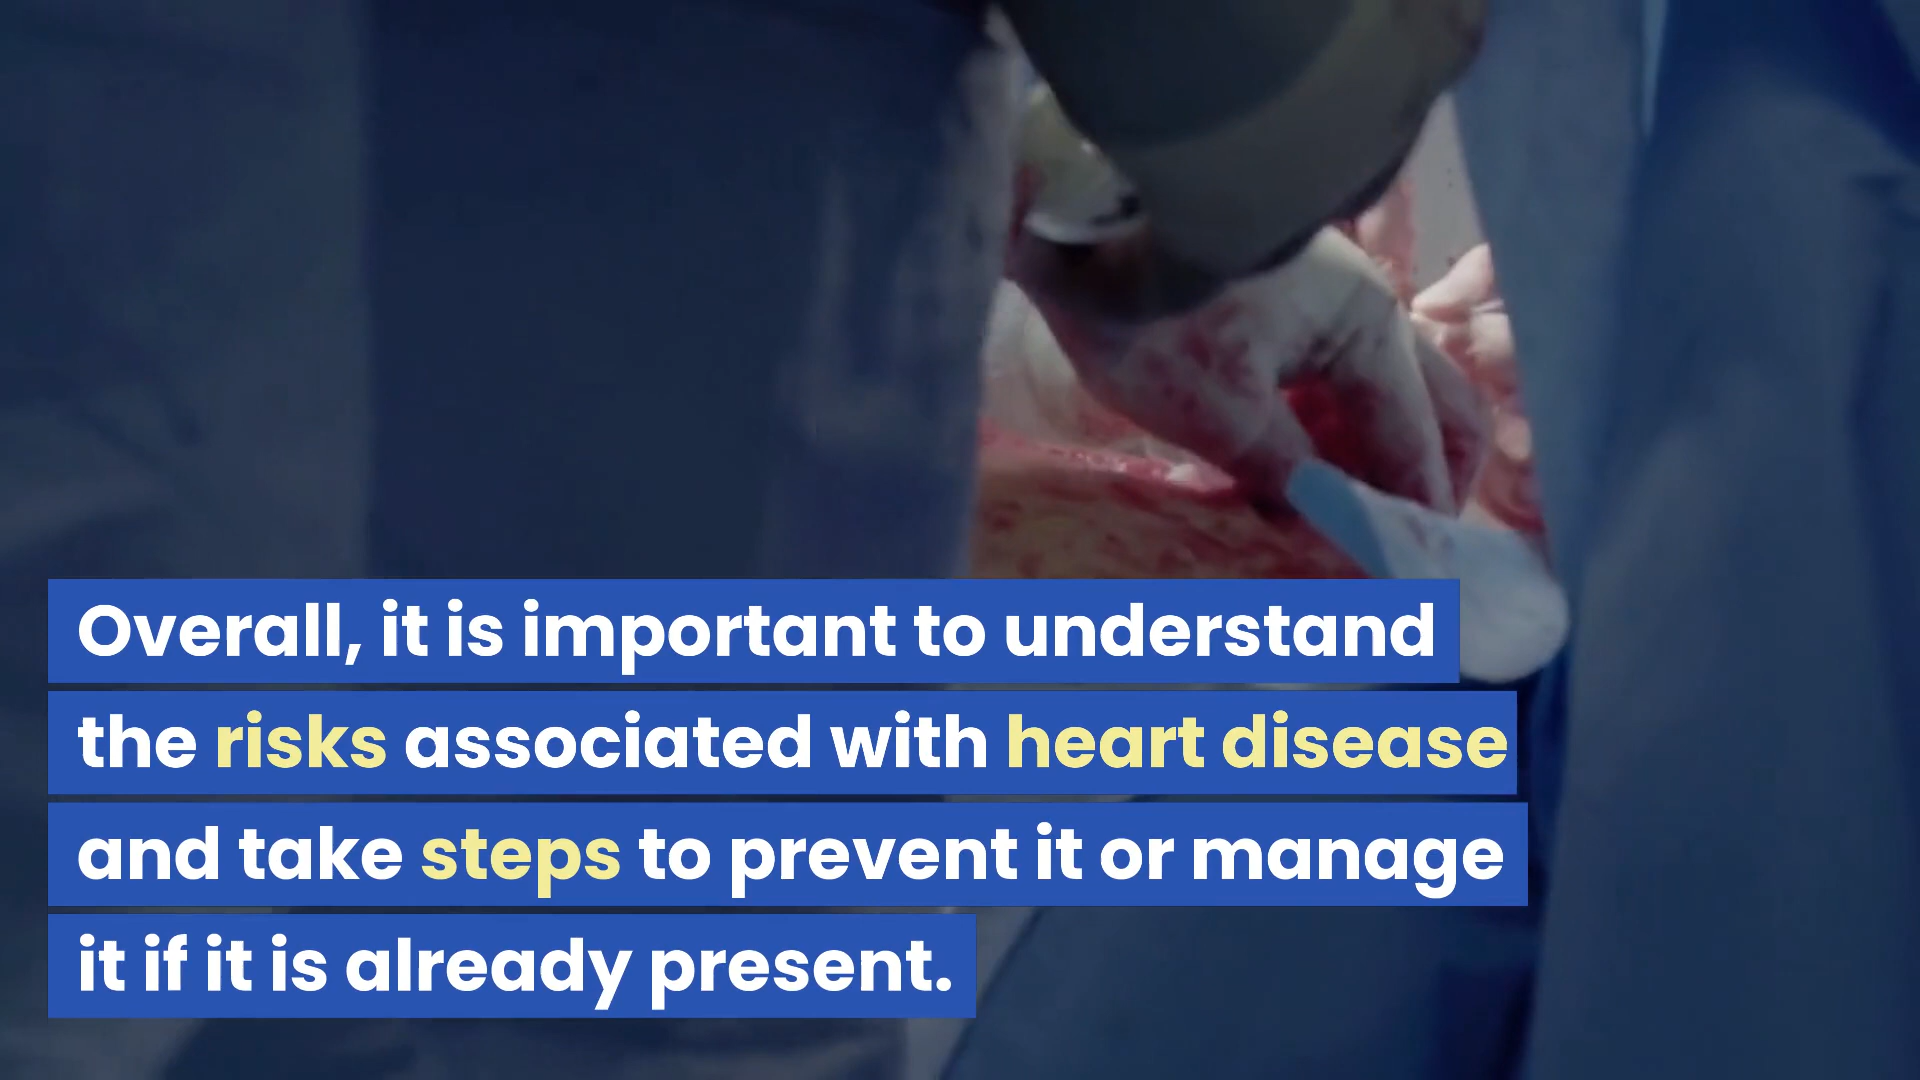 Overall, it is important to understand
the risks associated with heart disease
and take steps to prevent it or manage
it if it is already present.